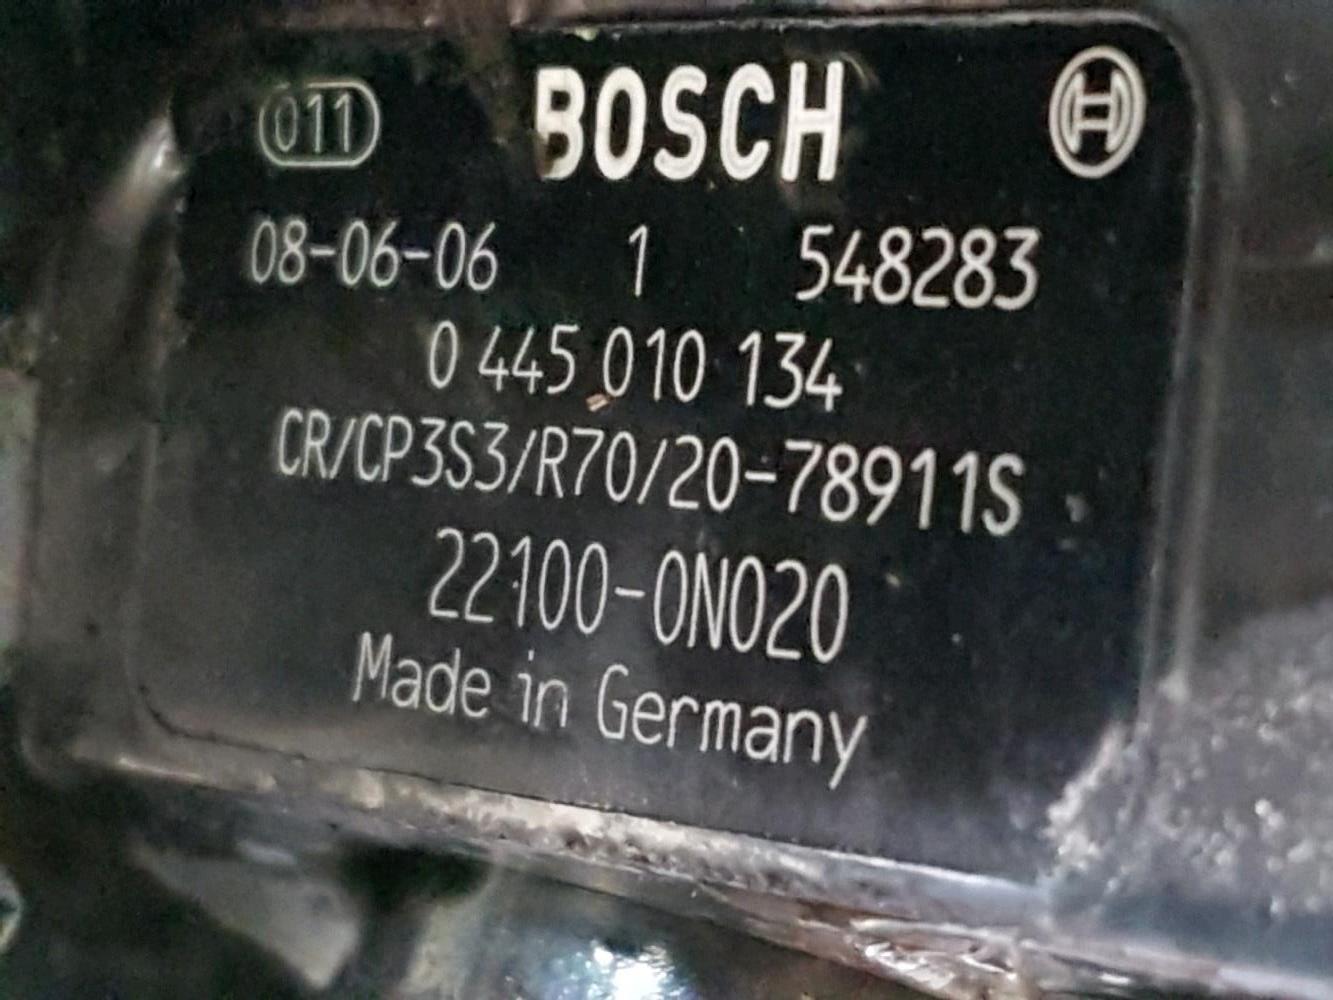 011 BOSCH
08-06-06 1 548283
0 445 010 134
CR/CP3S3/R70/20-78911S
22100-0N020
Made in Germany